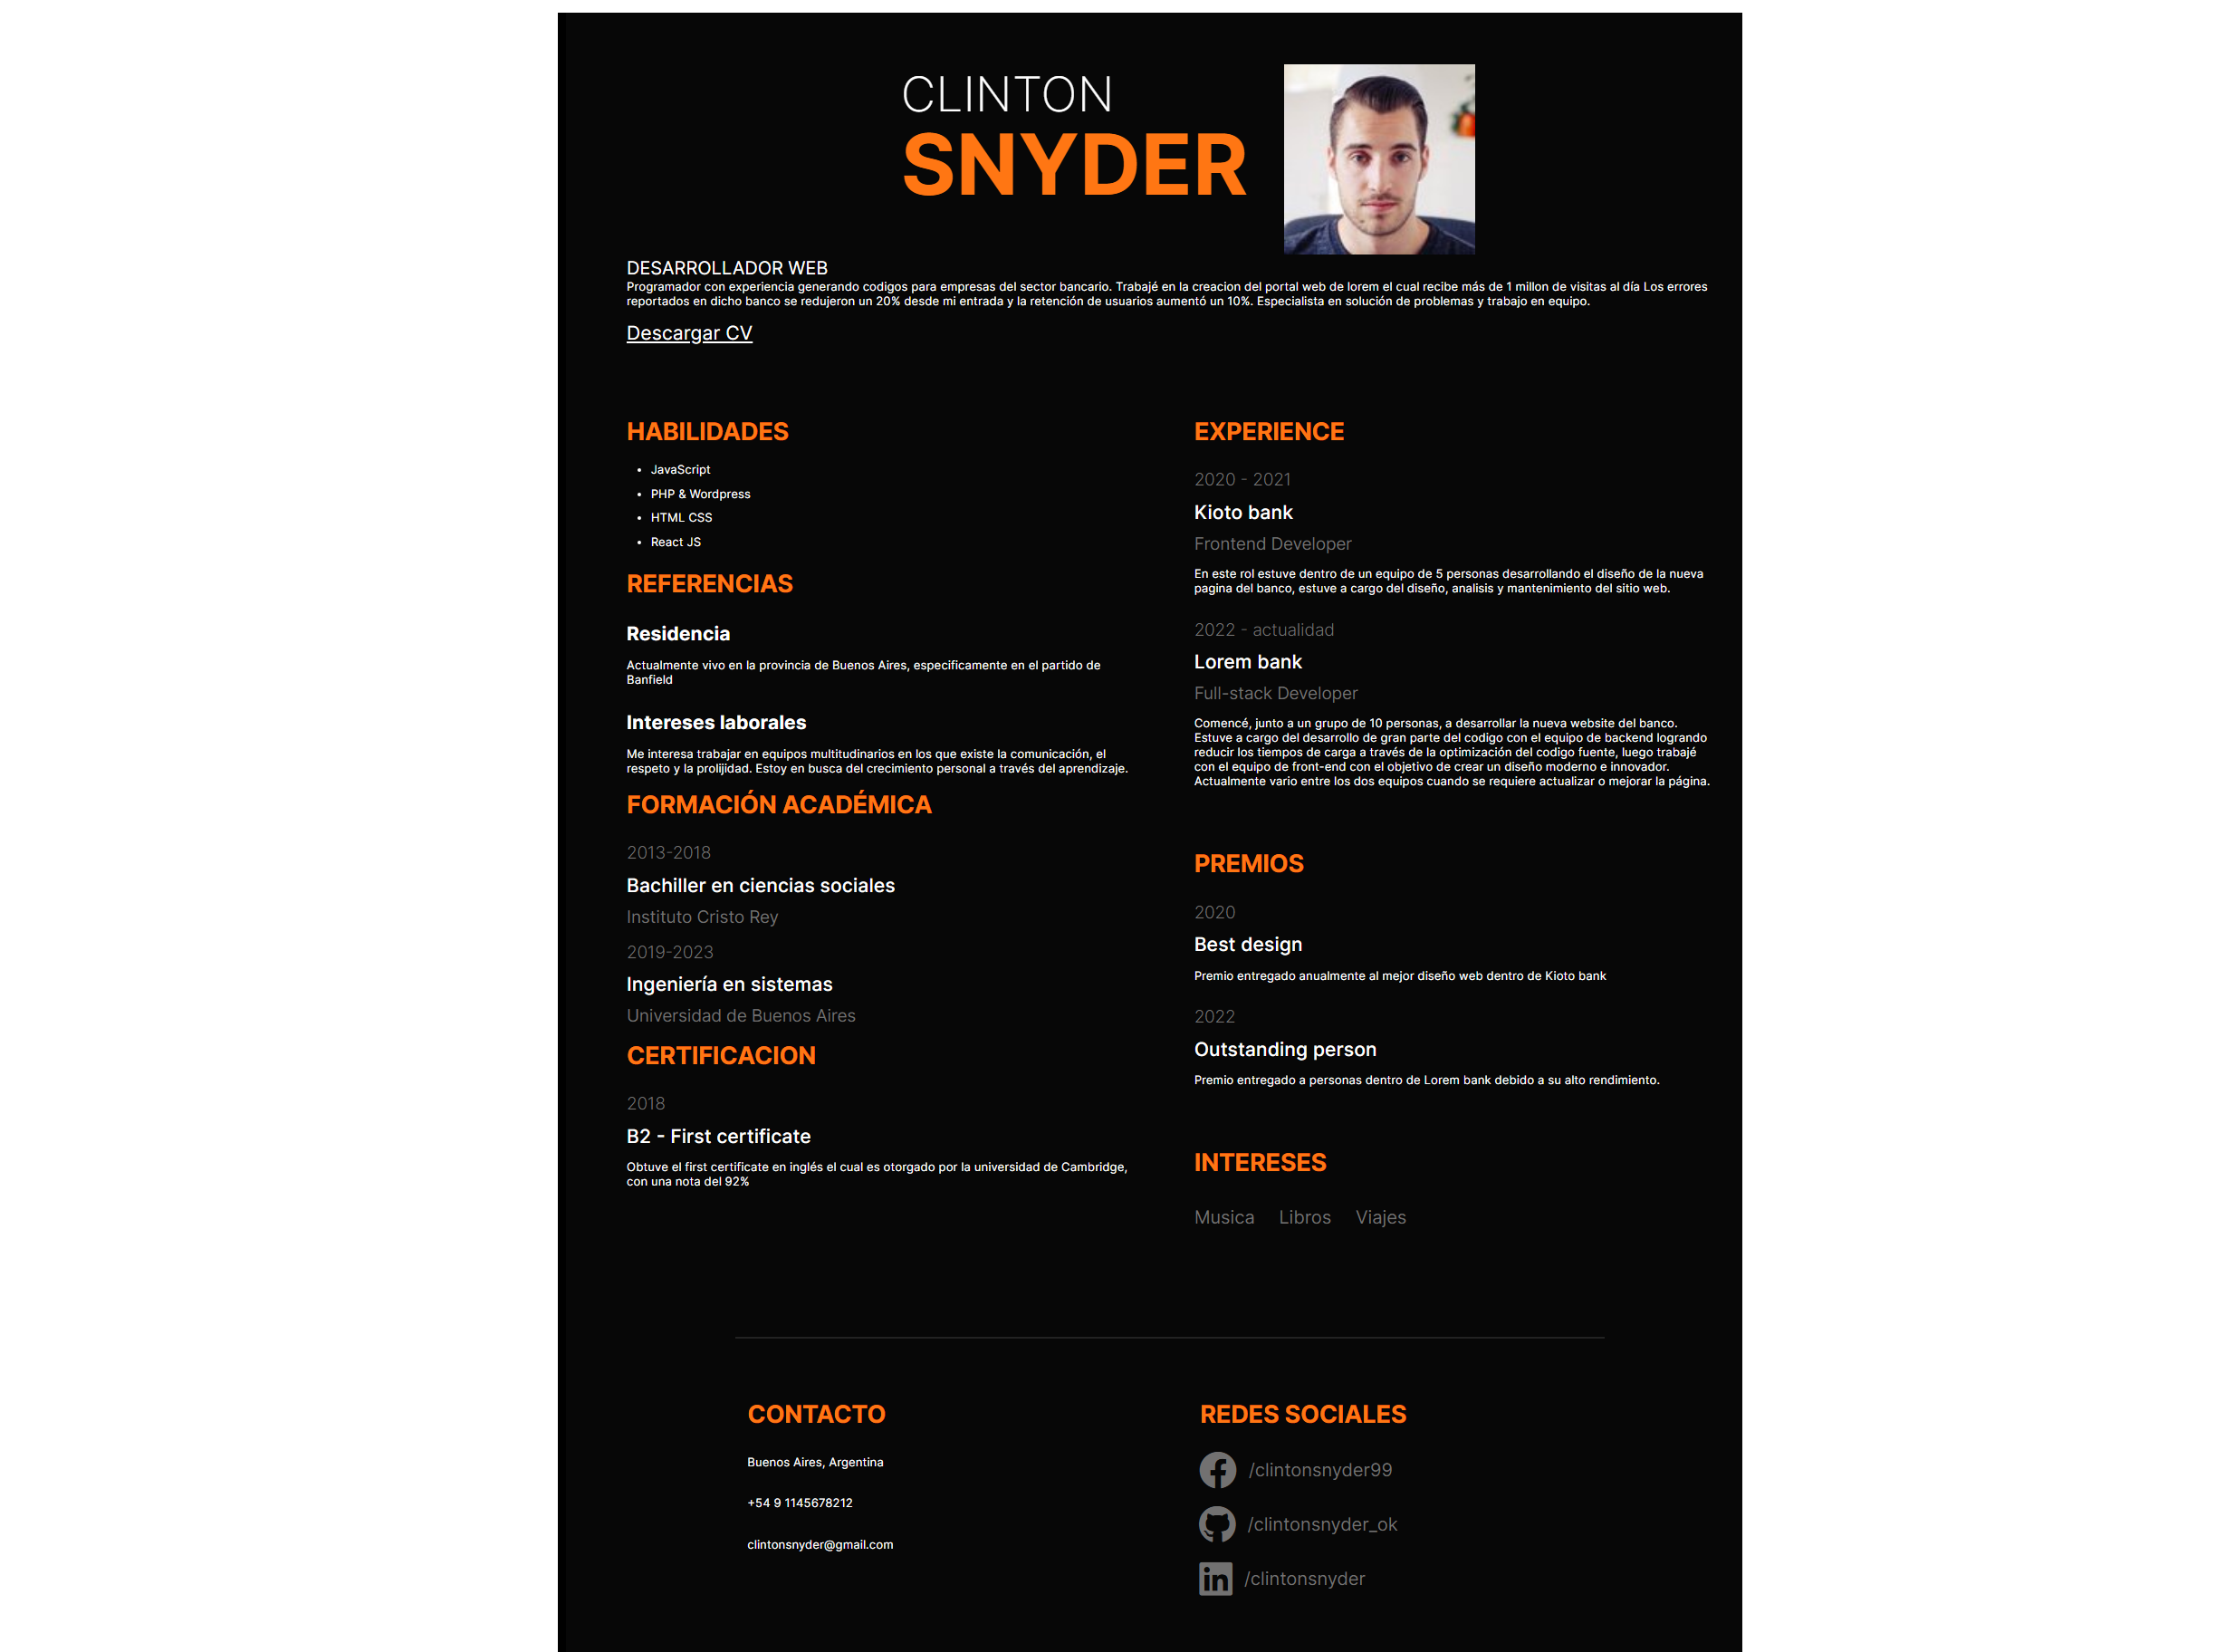 CLINTON
SNYDER
DESARROLLADOR WEB
Programador con experiencia generando codigos para empresas del sector bancario. Trabajé en la creacion del portal web de lorem el cual recibe más de 1 millon de visitas al día Los errores
reportados en dicho banco se redujeron un 20% desde mi entrada y la retención de usuarios aumentó un 10%. Especialista en solución de problemas y trabajo en equipo.
Descargar CV
HABILIDADES
• JavaScript
• PHP & Wordpress
• HTML CSS
• React JS
REFERENCIAS
Residencia
Actualmente vivo en la provincia de Buenos Aires, especificamente en el partido de
Banfield
Intereses laborales
Me interesa trabajar en equipos multitudinarios en los que existe la comunicación, el
respeto y la prolijidad. Estoy en busca del crecimiento personal a través del aprendizaje.
FORMACIÓN ACADÉMICA
2013-2018
Bachiller en ciencias sociales
Instituto Cristo Rey
2019-2023
Ingeniería en sistemas
Universidad de Buenos Aires
CERTIFICACION
2018
B2 - First certificate
Obtuve el first certificate en inglés el cual es otorgado por la universidad de Cambridge,
con una nota del 92%
EXPERIENCE
2020 - 2021
Kioto bank
Frontend Developer
En este rol estuve dentro de un equipo de 5 personas desarrollando el diseño de la nueva
pagina del banco, estuve a cargo del diseño, analisis y mantenimiento del sitio web.
2022 - actualidad
Lorem bank
Full-stack Developer
Comencé, junto a un grupo de 10 personas, a desarrollar la nueva website del banco.
Estuve a cargo del desarrollo de gran parte del codigo con el equipo de backend logrando
reducir los tiempos de carga a través de la optimización del codigo fuente, luego trabajé
con el equipo de front-end con el objetivo de crear un diseño moderno e innovador.
Actualmente vario entre los dos equipos cuando se requiere actualizar o mejorar la página.
PREMIOS
2020
Best design
Premio entregado anualmente al mejor diseño web dentro de Kioto bank
2022
Outstanding person
Premio entregado a personas dentro de Lorem bank debido a su alto rendimiento.
INTERESES
Musica Libros Viajes
CONTACTO
Buenos Aires, Argentina
+54 9 1145678212
clintonsnyder@gmail.com
REDES SOCIALES
/clintonsnyder99
/clintonsnyder_ok
in /clintonsnyder